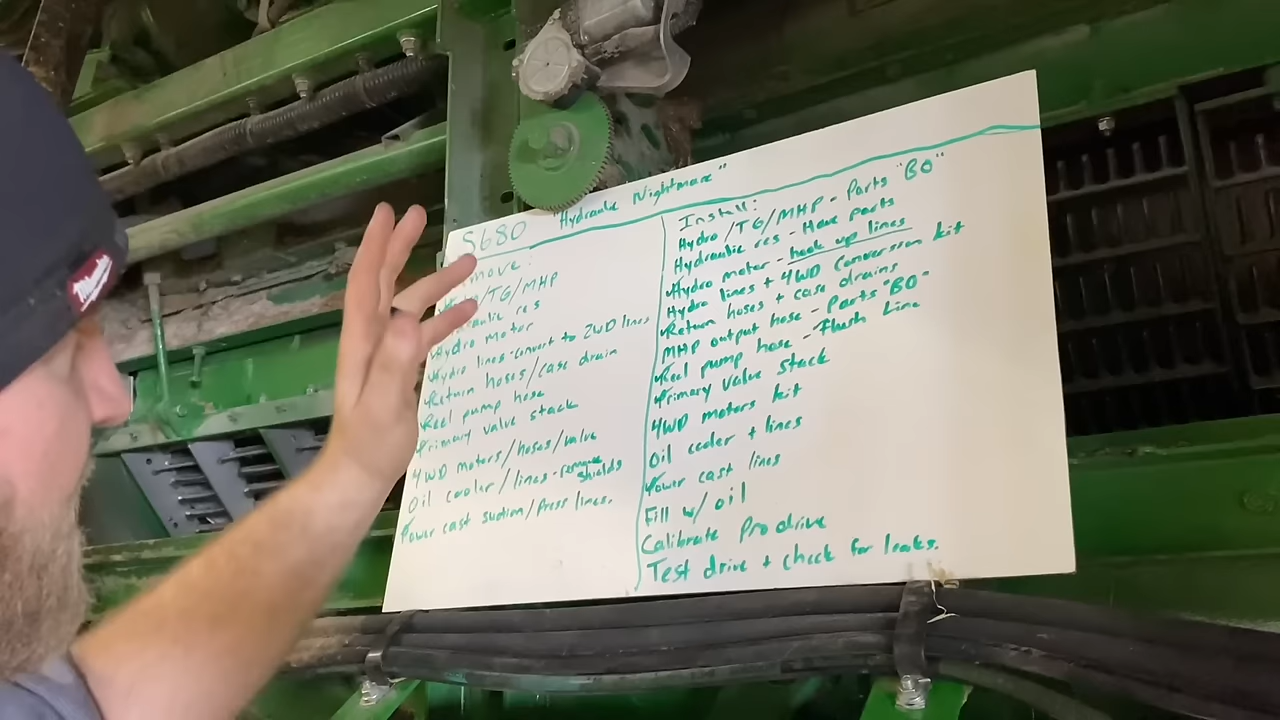 Milwaukee
S680 "Hydraulic Nightmare"
move:
/TG/MHP
aulic res
Hydro motor
Hydro lines-convert to 2WD lines
Return hoses/case drain
Reel pump hose
Primary valve stack
4WD motors/hoses/valve
Oil cooler/lines-remove shields
Power cast suction/press lines.
Install:
Hydro/TG/MHP - Parts "BO"
Hydraulic res - Have parts
Hydro motor - hook up lines
Hydro lines + 4WD Conversion kit
Return hoses + case drains
MHP output hose - Parts "BO"
Reel pump hose - Flush Line
Primary valve stack
4WD motors kit
Oil cooler + lines
Power cast lines
Fill w/ oil
Calibrate Pro drive
Test drive + check for leaks.